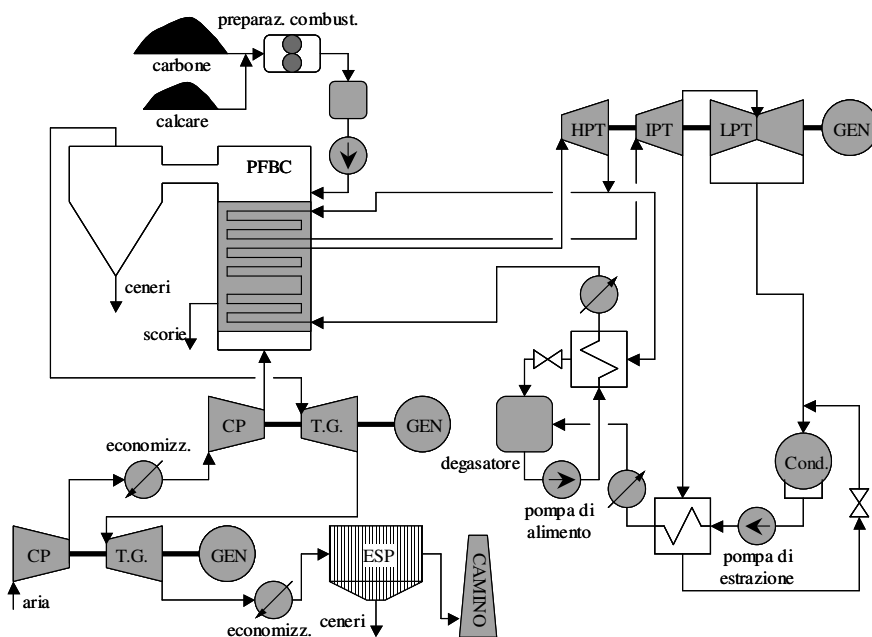 preparaz. combust.
carbone
calcare
HPT
IPT
LPT
GEN
PFBC
ceneri
scorie
CP
T.G.
GEN
economizz.
degasatore
Cond.
pompa di
alimento
pompa di
estrazione
CP
T.G.
GEN
ESP
CAMINO
aria
economizz.
ceneri